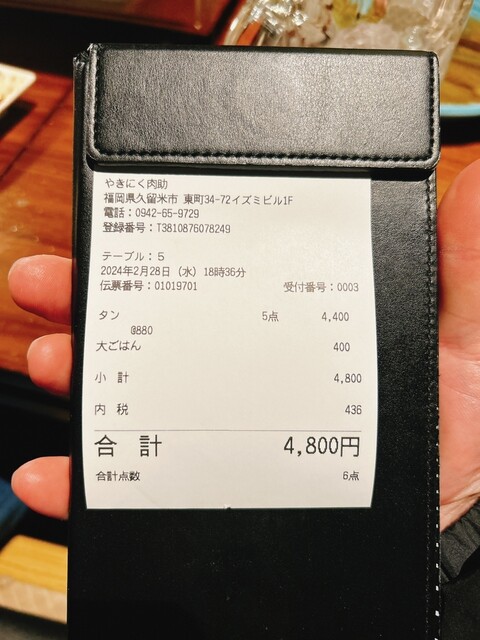 やきにく肉助
福岡県久留米市 東町34-72イズミビル1F
電話：0942-65-9729
登録番号：T3810876078249
テーブル：5
2024年2月28日（水）18時36分
伝票番号：01019701 受付番号：0003
タン 5点 4,400
@880
大ごはん 400
小 計 4,800
内 税 436
合 計 4,800円
合計点数 6点